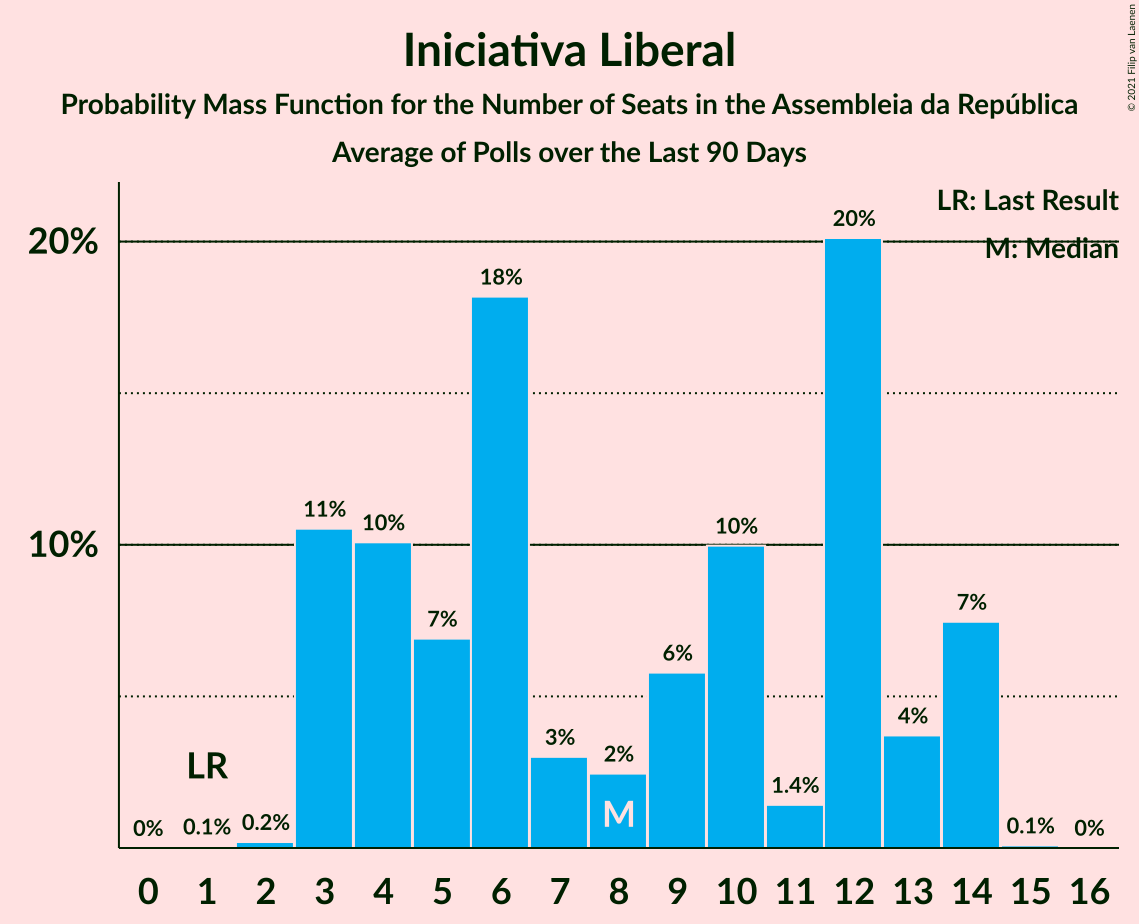 Iniciativa Liberal
Probability Mass Function for the Number of Seats in the Assembleia da República
Average of Polls over the Last 90 Days
© 2021 Filip van Laenen
LR: Last Result
M: Median
20%
10%
0%
0.1%
0.2%
11%
10%
7%
18%
3%
2%
6%
10%
1.4%
20%
4%
7%
0.1%
0%
LR
M
0 1 2 3 4 5 6 7 8 9 10 11 12 13 14 15 16